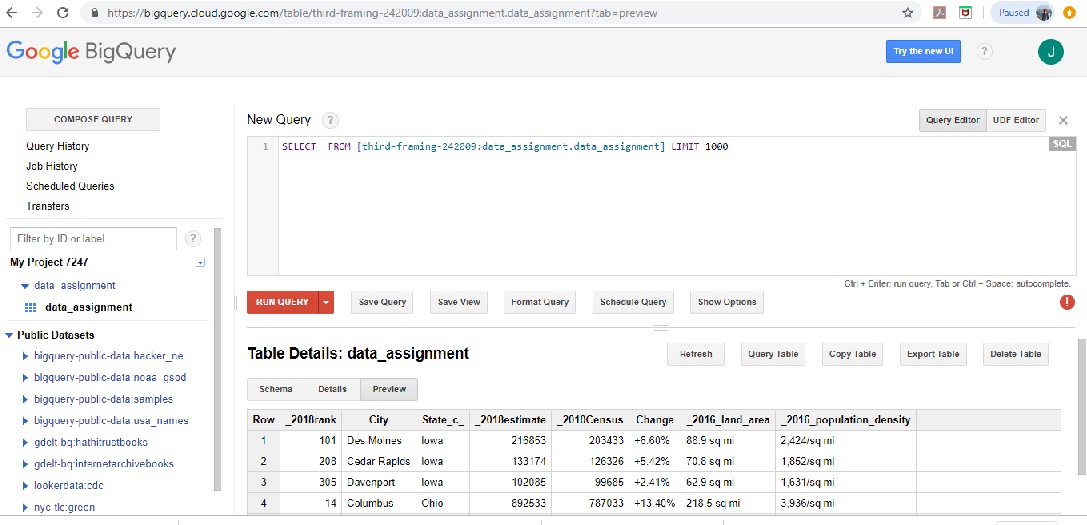 https://bigquery.cloud.google.com/table/third-framing-242009:data_assignment.data_assignment?tab=preview
Paused
Google BigQuery
Try the new UI
?
J
COMPOSE QUERY
New Query ?
Query Editor UDF Editor
Query History
1 SELECT FROM [third-framing-242009:data_assignment.data_assignment] LIMIT 1000
SQL
Job History
Scheduled Queries
Transfers
Filter by ID or label ?
My Project 7247
data_assignment
data_assignment
Ctrl + Enter: run query, Tab or Ctrl + Space: autocomplete.
RUN QUERY Save Query Save View Format Query Schedule Query Show Options !
Public Datasets
bigquery-public-data:hacker_ne
bigquery-public-data:noaa_gsod
bigquery-public-data:samples
bigquery-public-data:usa_names
gdelt-bq:hathitrustbooks
gdelt-bq:internetarchivebooks
lookerdata:cdc
nyc-tlc:green
Table Details: data_assignment
Refresh Query Table Copy Table Export Table Delete Table
Schema Details Preview
Row _2018rank City State_c_ _2018estimate _2010Census Change _2016_land_area _2016_population_density
1 101 Des Moines Iowa 216853 203433 +6.60% 88.9 sq mi 2,424/sq mi
2 208 Cedar Rapids Iowa 133174 126326 +5.42% 70.8 sq mi 1,852/sq mi
3 305 Davenport Iowa 102085 99685 +2.41% 62.9 sq mi 1,631/sq mi
4 14 Columbus Ohio 892533 787033 +13.40% 218.5 sq mi 3,936/sq mi